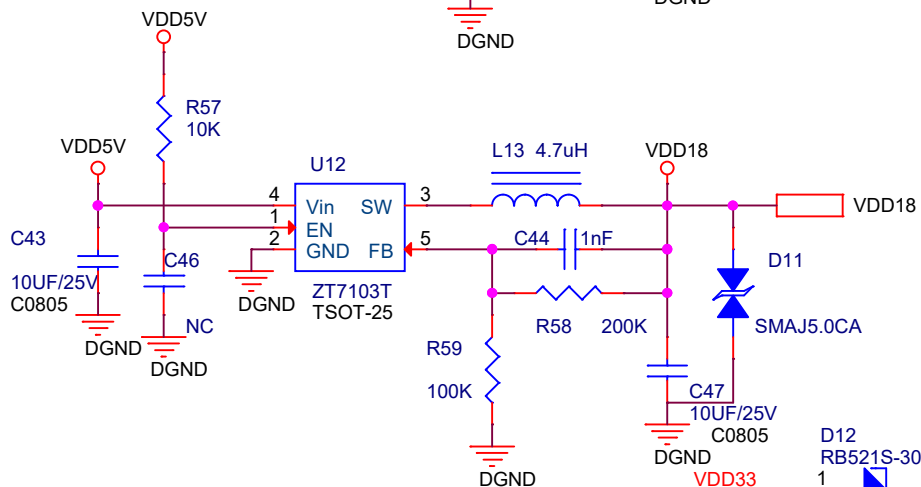 DGND
DGND
VDD5V
R57
10K
VDD5V
U12
L13 4.7uH
VDD18
4 Vin SW 3
1 EN
2 GND FB 5
VDD18
C43
10UF/25V
C0805
C46
C44 1nF
D11
DGND
ZT7103T
TSOT-25
NC
R58 200K
SMAJ5.0CA
DGND
DGND
R59
100K
C47
10UF/25V
C0805
DGND
DGND
VDD33
D12
RB521S-30
1